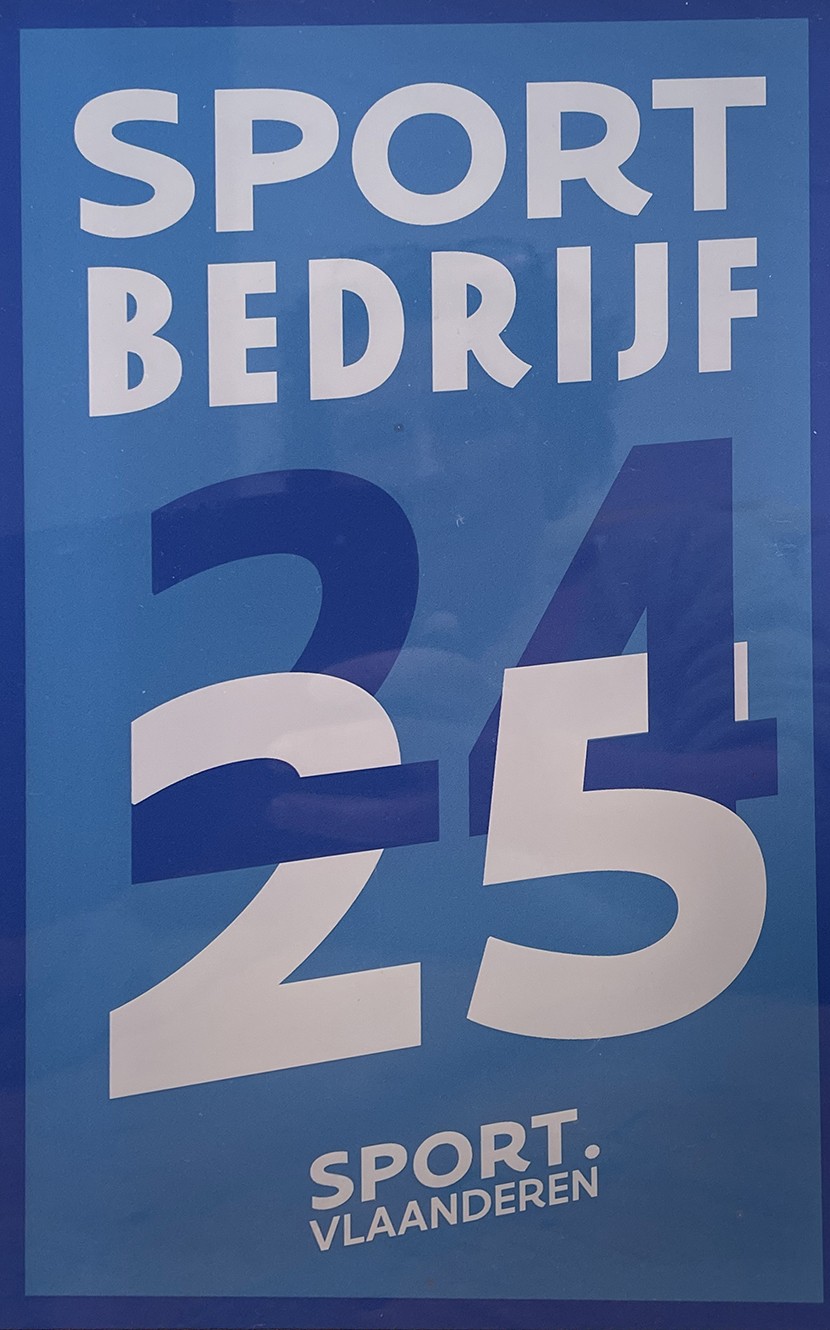 SPORT
BEDRIJF
24
25
SPORT.
VLAANDEREN